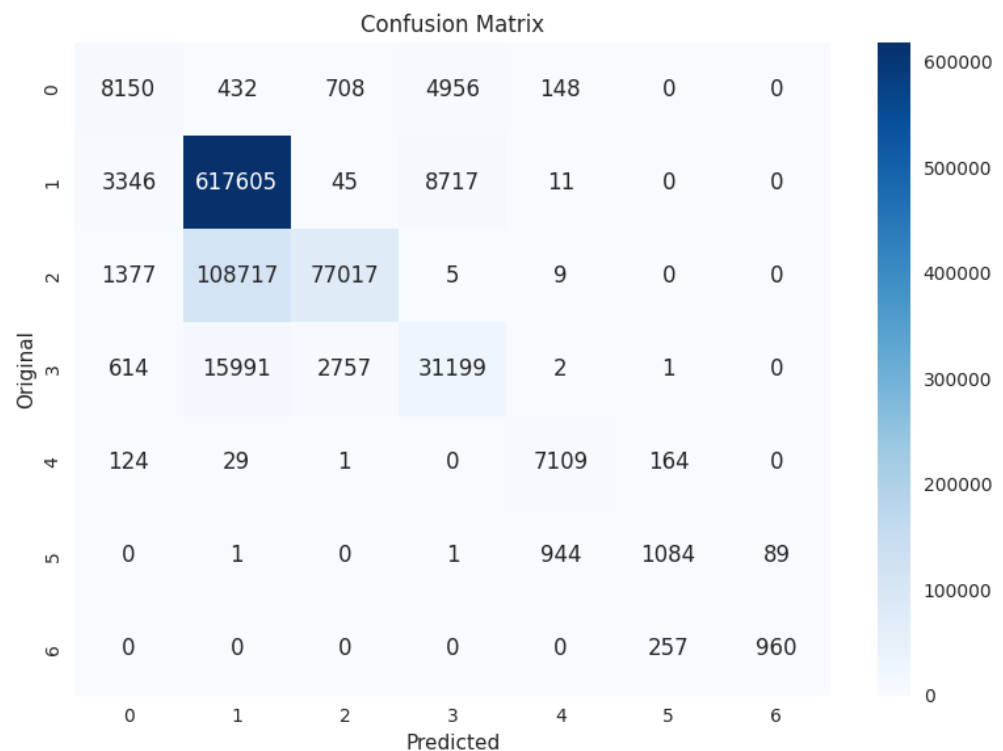 Confusion Matrix
0 8150 432 708 4956 148 0 0
1 3346 617605 45 8717 11 0 0
2 1377 108717 77017 5 9 0 0
3 614 15991 2757 31199 2 1 0
4 124 29 1 0 7109 164 0
5 0 1 0 1 944 1084 89
6 0 0 0 0 0 257 960
0 1 2 3 4 5 6
Predicted
Original
600000
500000
400000
300000
200000
100000
0